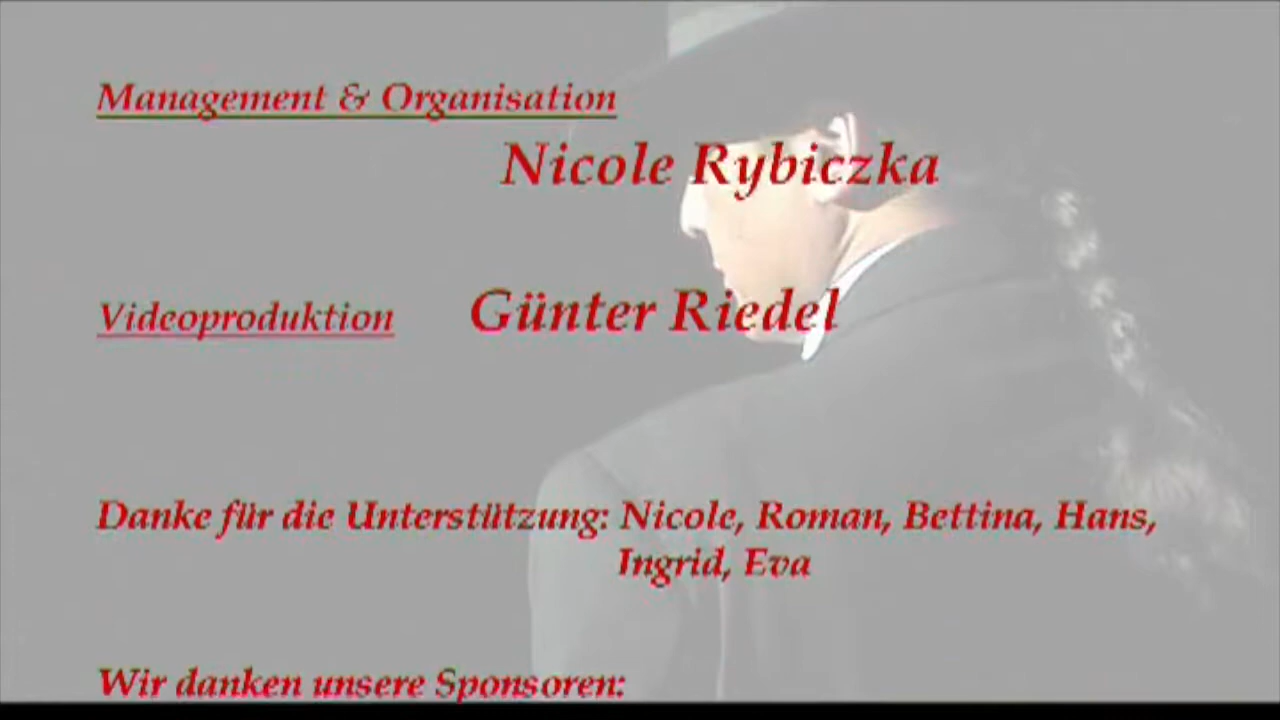 Management & Organisation
Nicole Rybiczka
Videoproduktion Günter Riedel
Danke für die Unterstützung: Nicole, Roman, Bettina, Hans,
Ingrid, Eva
Wir danken unsere Sponsoren: